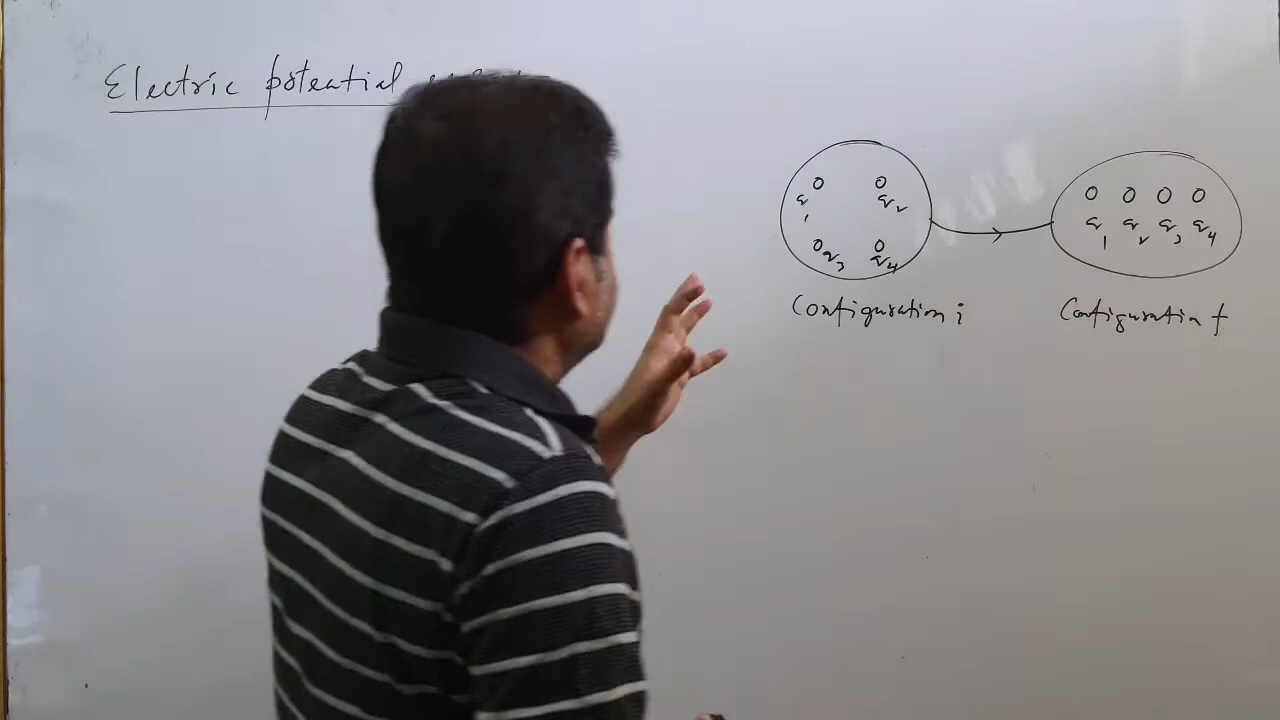 Electric potential
q1 q2
q3 q4
Configuration i
q1 q2 q3 q4
Configuration f